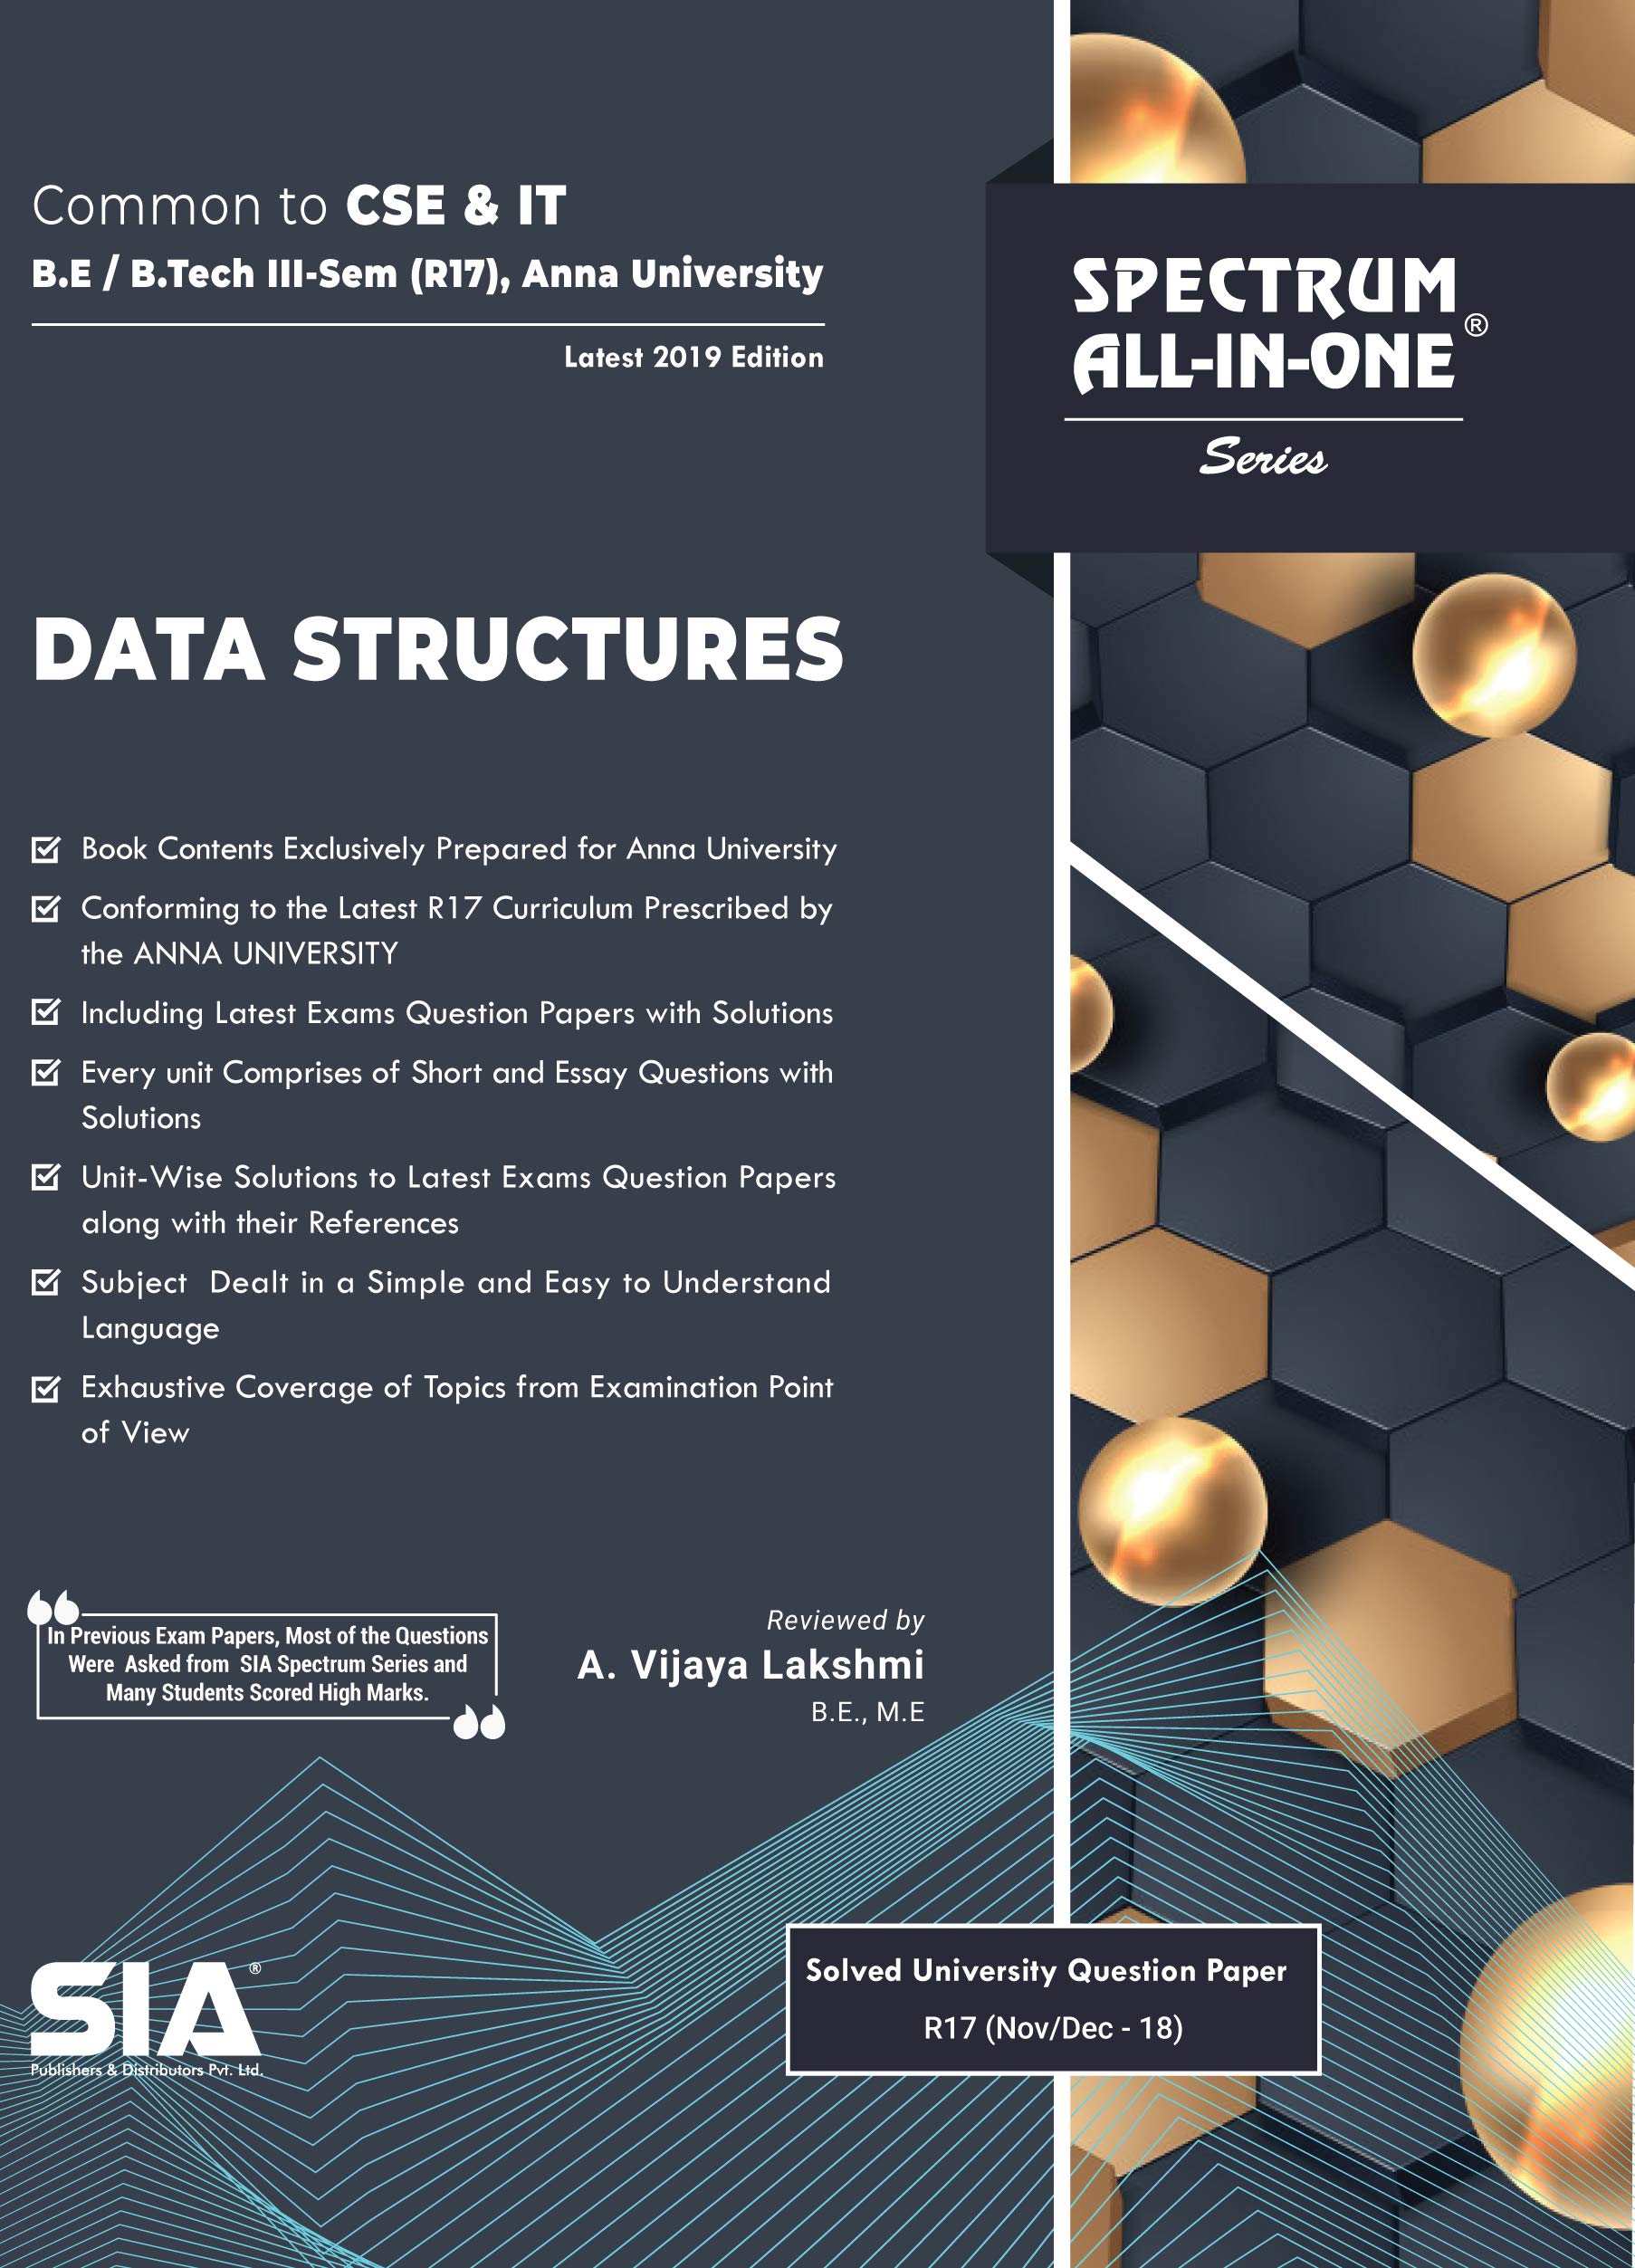 Common to CSE & IT
B.E / B.Tech III-Sem (R17), Anna University
Latest 2019 Edition
SPECTRUM
ALL-IN-ONE®
Series
DATA STRUCTURES
Book Contents Exclusively Prepared for Anna University
Conforming to the Latest R17 Curriculum Prescribed by
the ANNA UNIVERSITY
Including Latest Exams Question Papers with Solutions
Every unit Comprises of Short and Essay Questions with
Solutions
Unit-Wise Solutions to Latest Exams Question Papers
along with their References
Subject Dealt in a Simple and Easy to Understand
Language
Exhaustive Coverage of Topics from Examination Point
of View
In Previous Exam Papers, Most of the Questions
Were Asked from SIA Spectrum Series and
Many Students Scored High Marks.
Reviewed by
A. Vijaya Lakshmi
B.E., M.E
SIA®
Publishers & Distributors Pvt. Ltd.
Solved University Question Paper
R17 (Nov/Dec - 18)